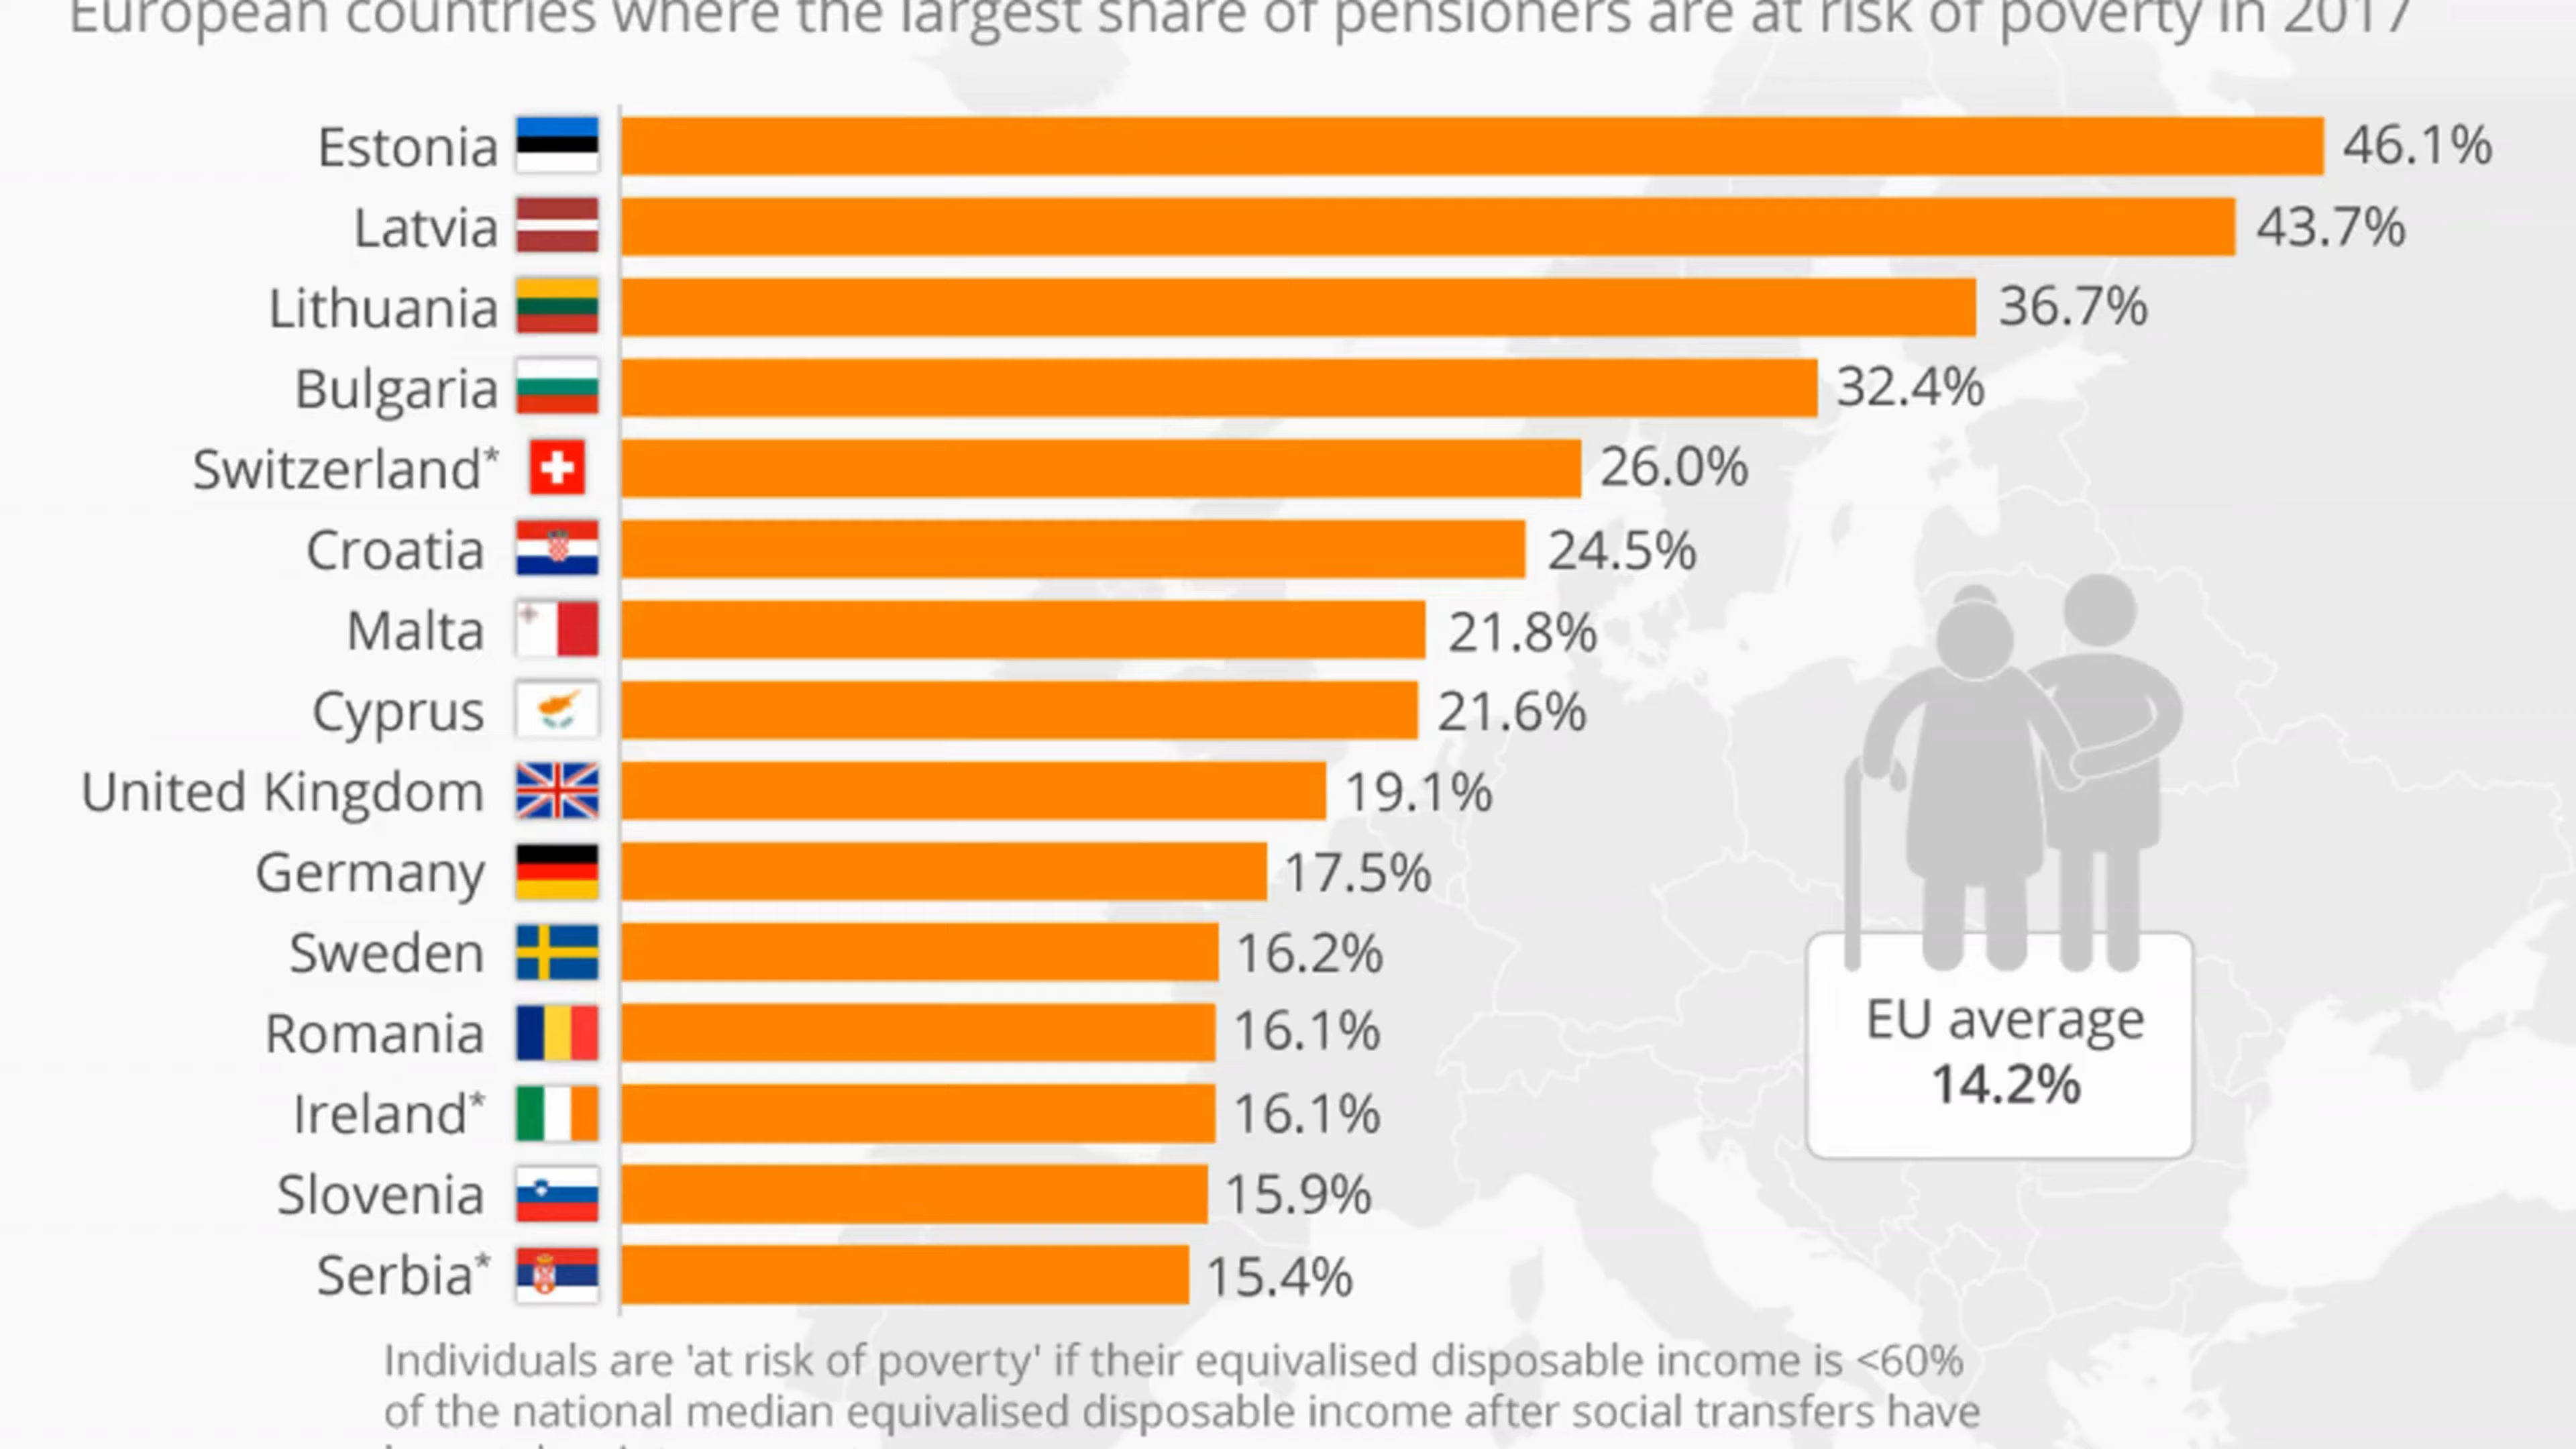 European countries where the largest share of pensioners are at risk of poverty in 2017
Estonia 46.1%
Latvia 43.7%
Lithuania 36.7%
Bulgaria 32.4%
Switzerland* 26.0%
Croatia 24.5%
Malta 21.8%
Cyprus 21.6%
United Kingdom 19.1%
Germany 17.5%
Sweden 16.2%
Romania 16.1%
Ireland* 16.1%
Slovenia 15.9%
Serbia* 15.4%
EU average
14.2%
Individuals are 'at risk of poverty' if their equivalised disposable income is <60%
of the national median equivalised disposable income after social transfers have